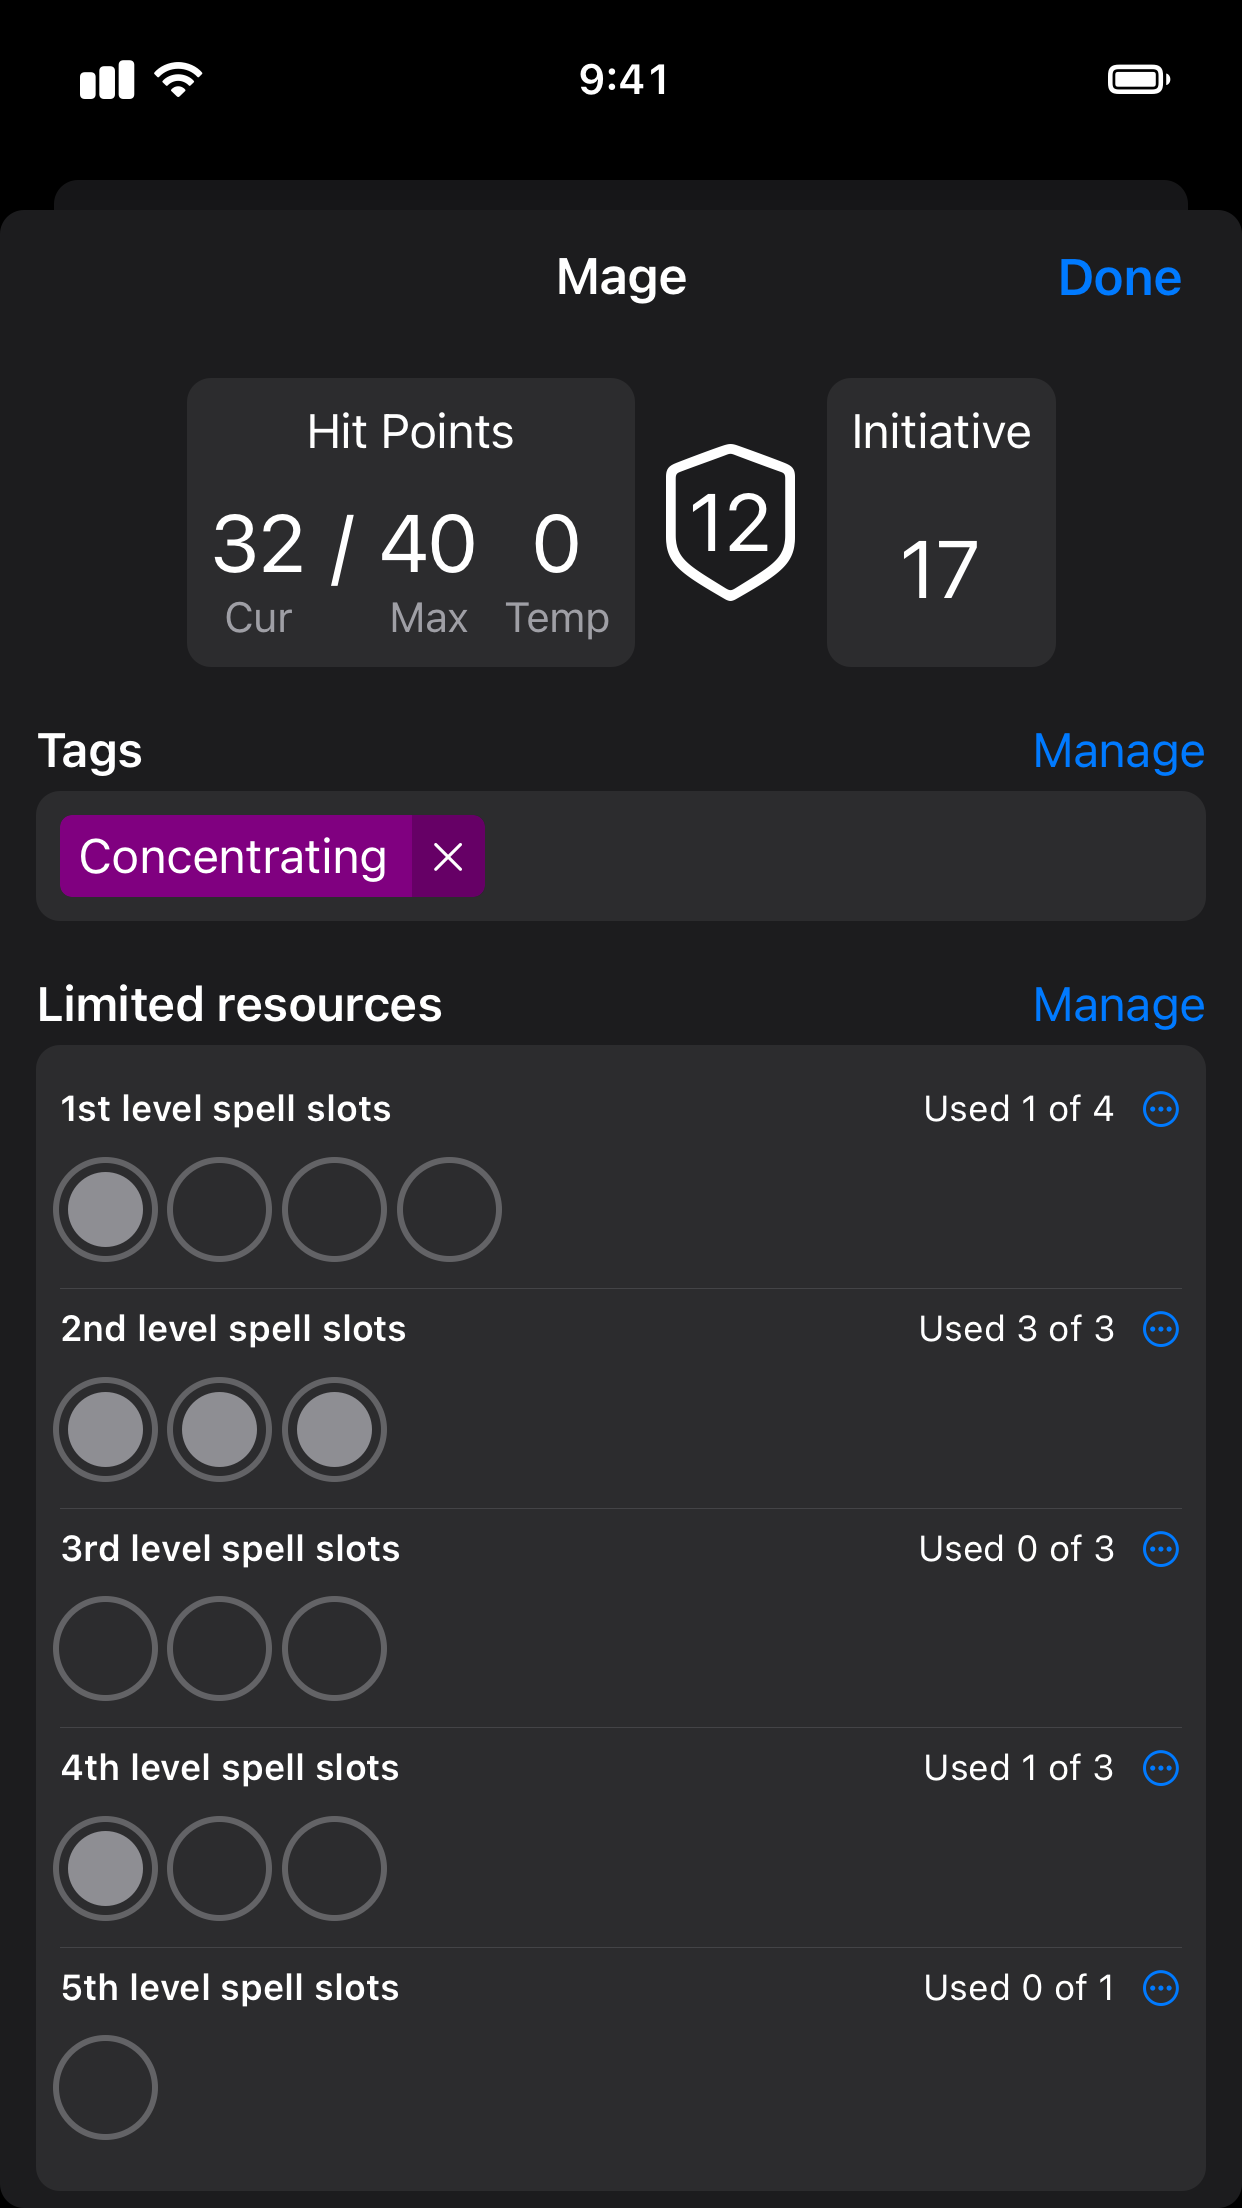 9:41
Mage Done
Hit Points
32 / 40 0
Cur Max Temp
12
Initiative
17
Tags Manage
Concentrating
Limited resources Manage
1st level spell slots Used 1 of 4
2nd level spell slots Used 3 of 3
3rd level spell slots Used 0 of 3
4th level spell slots Used 1 of 3
5th level spell slots Used 0 of 1